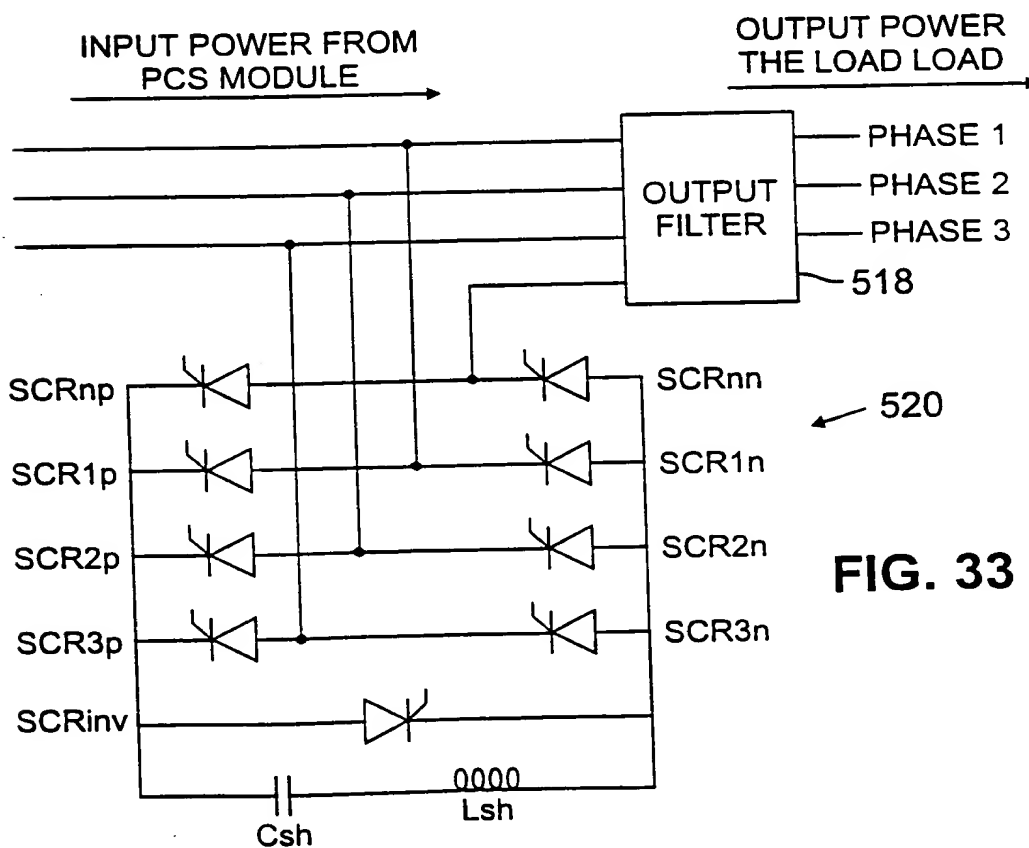 INPUT POWER FROM
PCS MODULE
OUTPUT POWER
THE LOAD LOAD
OUTPUT
FILTER
PHASE 1
PHASE 2
PHASE 3
518
SCRnp
SCRnn
520
SCR1p
SCR1n
SCR2p
SCR2n
FIG. 33
SCR3p
SCR3n
SCRinv
Csh
Lsh